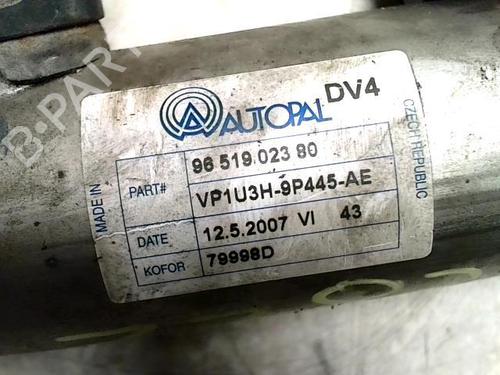 AUTOPAL DV4
MADE IN
CZECH REPUBLIC
PART#
96 519 023 80
VP1U3H-9P445-AE
DATE 12.5.2007 VI 43
KOFOR 79998D
B-PARTS